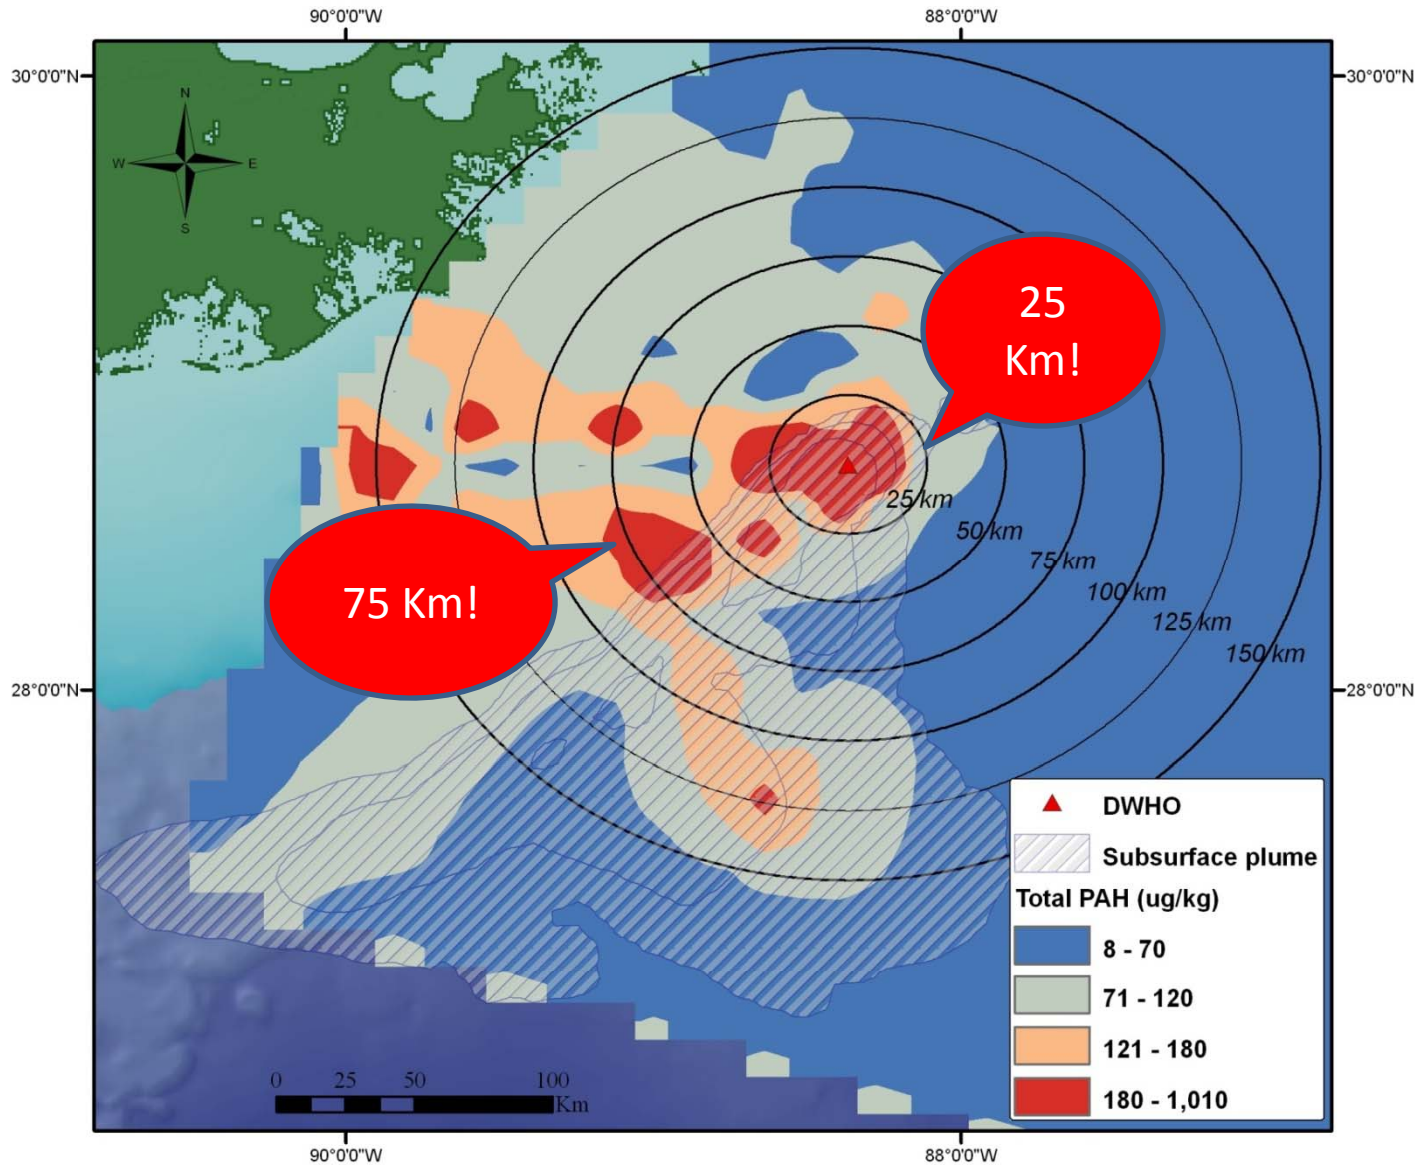 90°0'0"W
88°0'0"W
30°0'0"N
30°0'0"N
N
W
E
S
25
Km!
25 km
50 km
75 km
75 Km!
100 km
125 km
150 km
28°0'0"N
28°0'0"N
DWHO
Subsurface plume
Total PAH (ug/kg)
8 - 70
71 - 120
121 - 180
180 - 1,010
0 25 50 100
Km
90°0'0"W
88°0'0"W